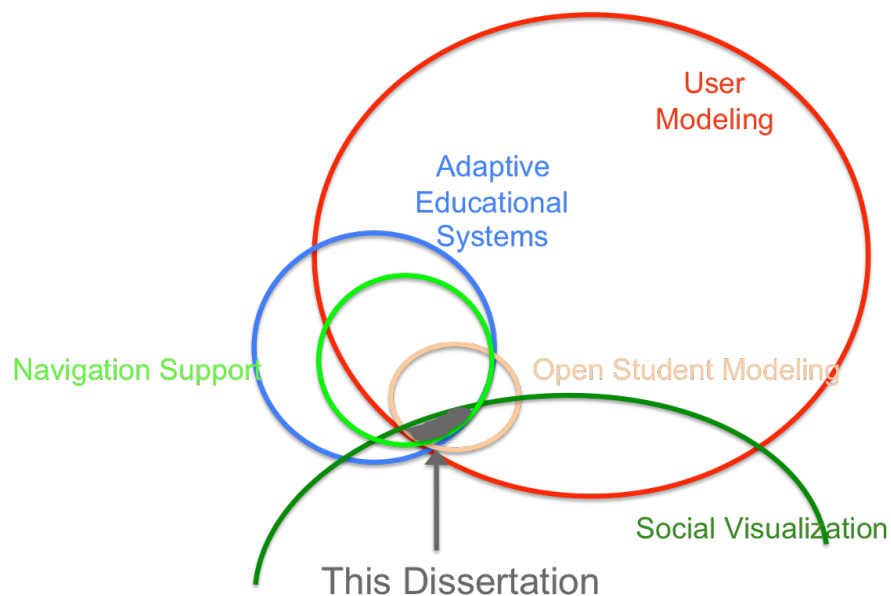 User
Modeling
Adaptive
Educational
Systems
Navigation Support
Open Student Modeling
Social Visualization
This Dissertation